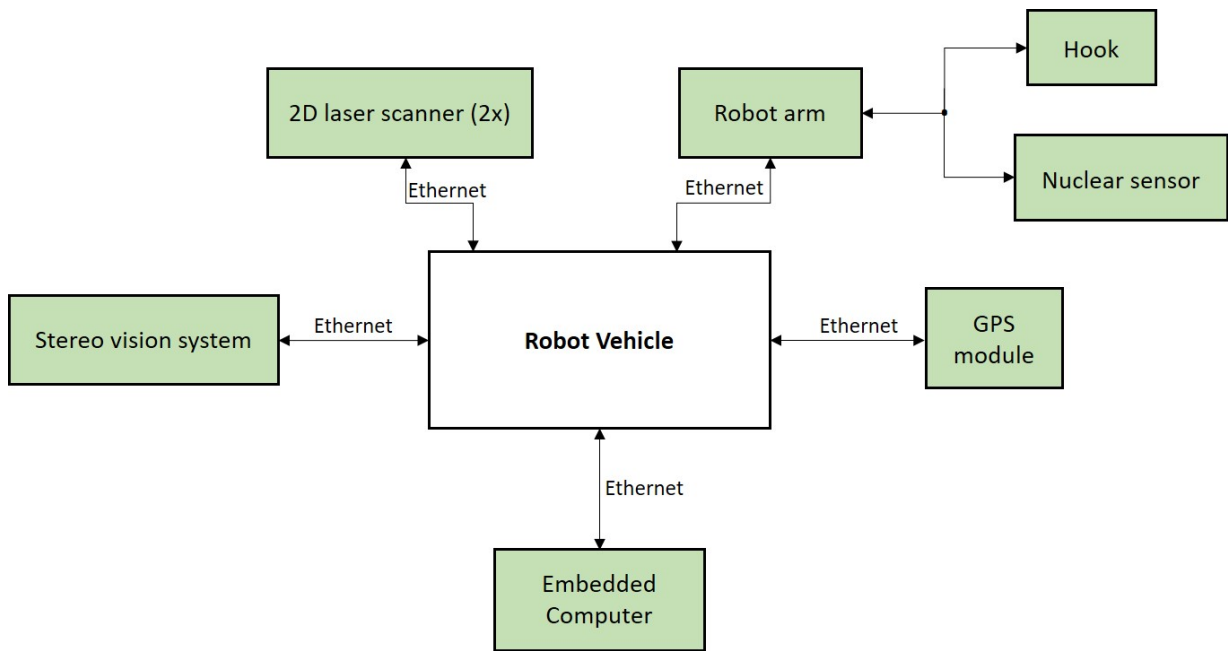 Hook
2D laser scanner (2x)
Robot arm
Nuclear sensor
Ethernet
Ethernet
Stereo vision system
Ethernet
Robot Vehicle
Ethernet
GPS
module
Ethernet
Embedded
Computer